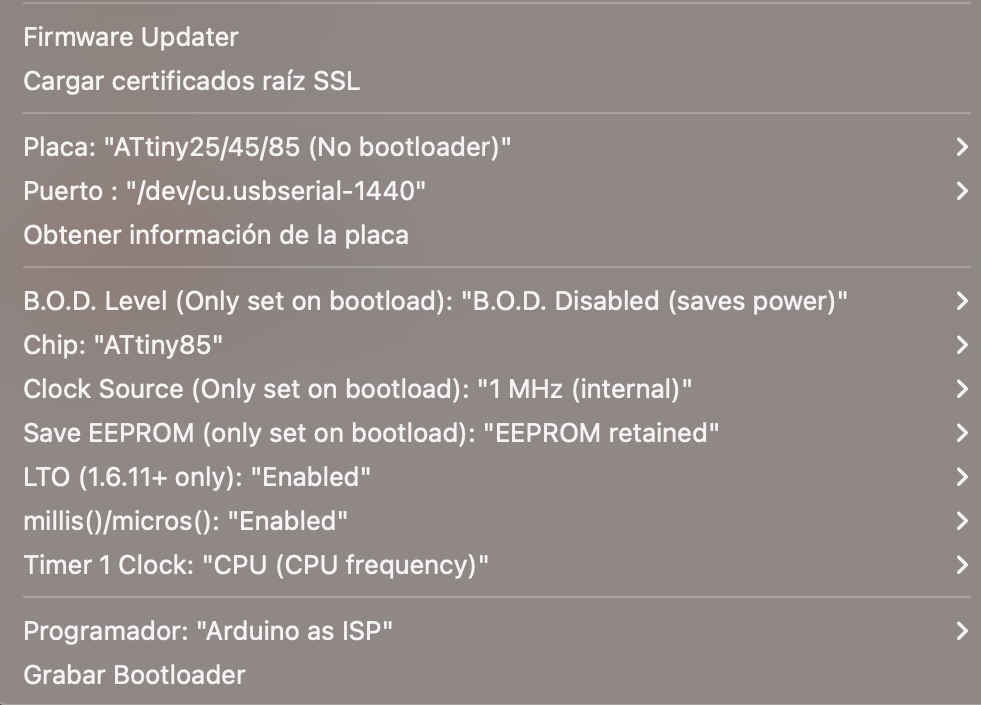 Firmware Updater
Cargar certificados raíz SSL
Placa: "ATtiny25/45/85 (No bootloader)"
Puerto : "/dev/cu.usbserial-1440"
Obtener información de la placa
B.O.D. Level (Only set on bootload): "B.O.D. Disabled (saves power)"
Chip: "ATtiny85"
Clock Source (Only set on bootload): "1 MHz (internal)"
Save EEPROM (only set on bootload): "EEPROM retained"
LTO (1.6.11+ only): "Enabled"
millis()/micros(): "Enabled"
Timer 1 Clock: "CPU (CPU frequency)"
Programador: "Arduino as ISP"
Grabar Bootloader